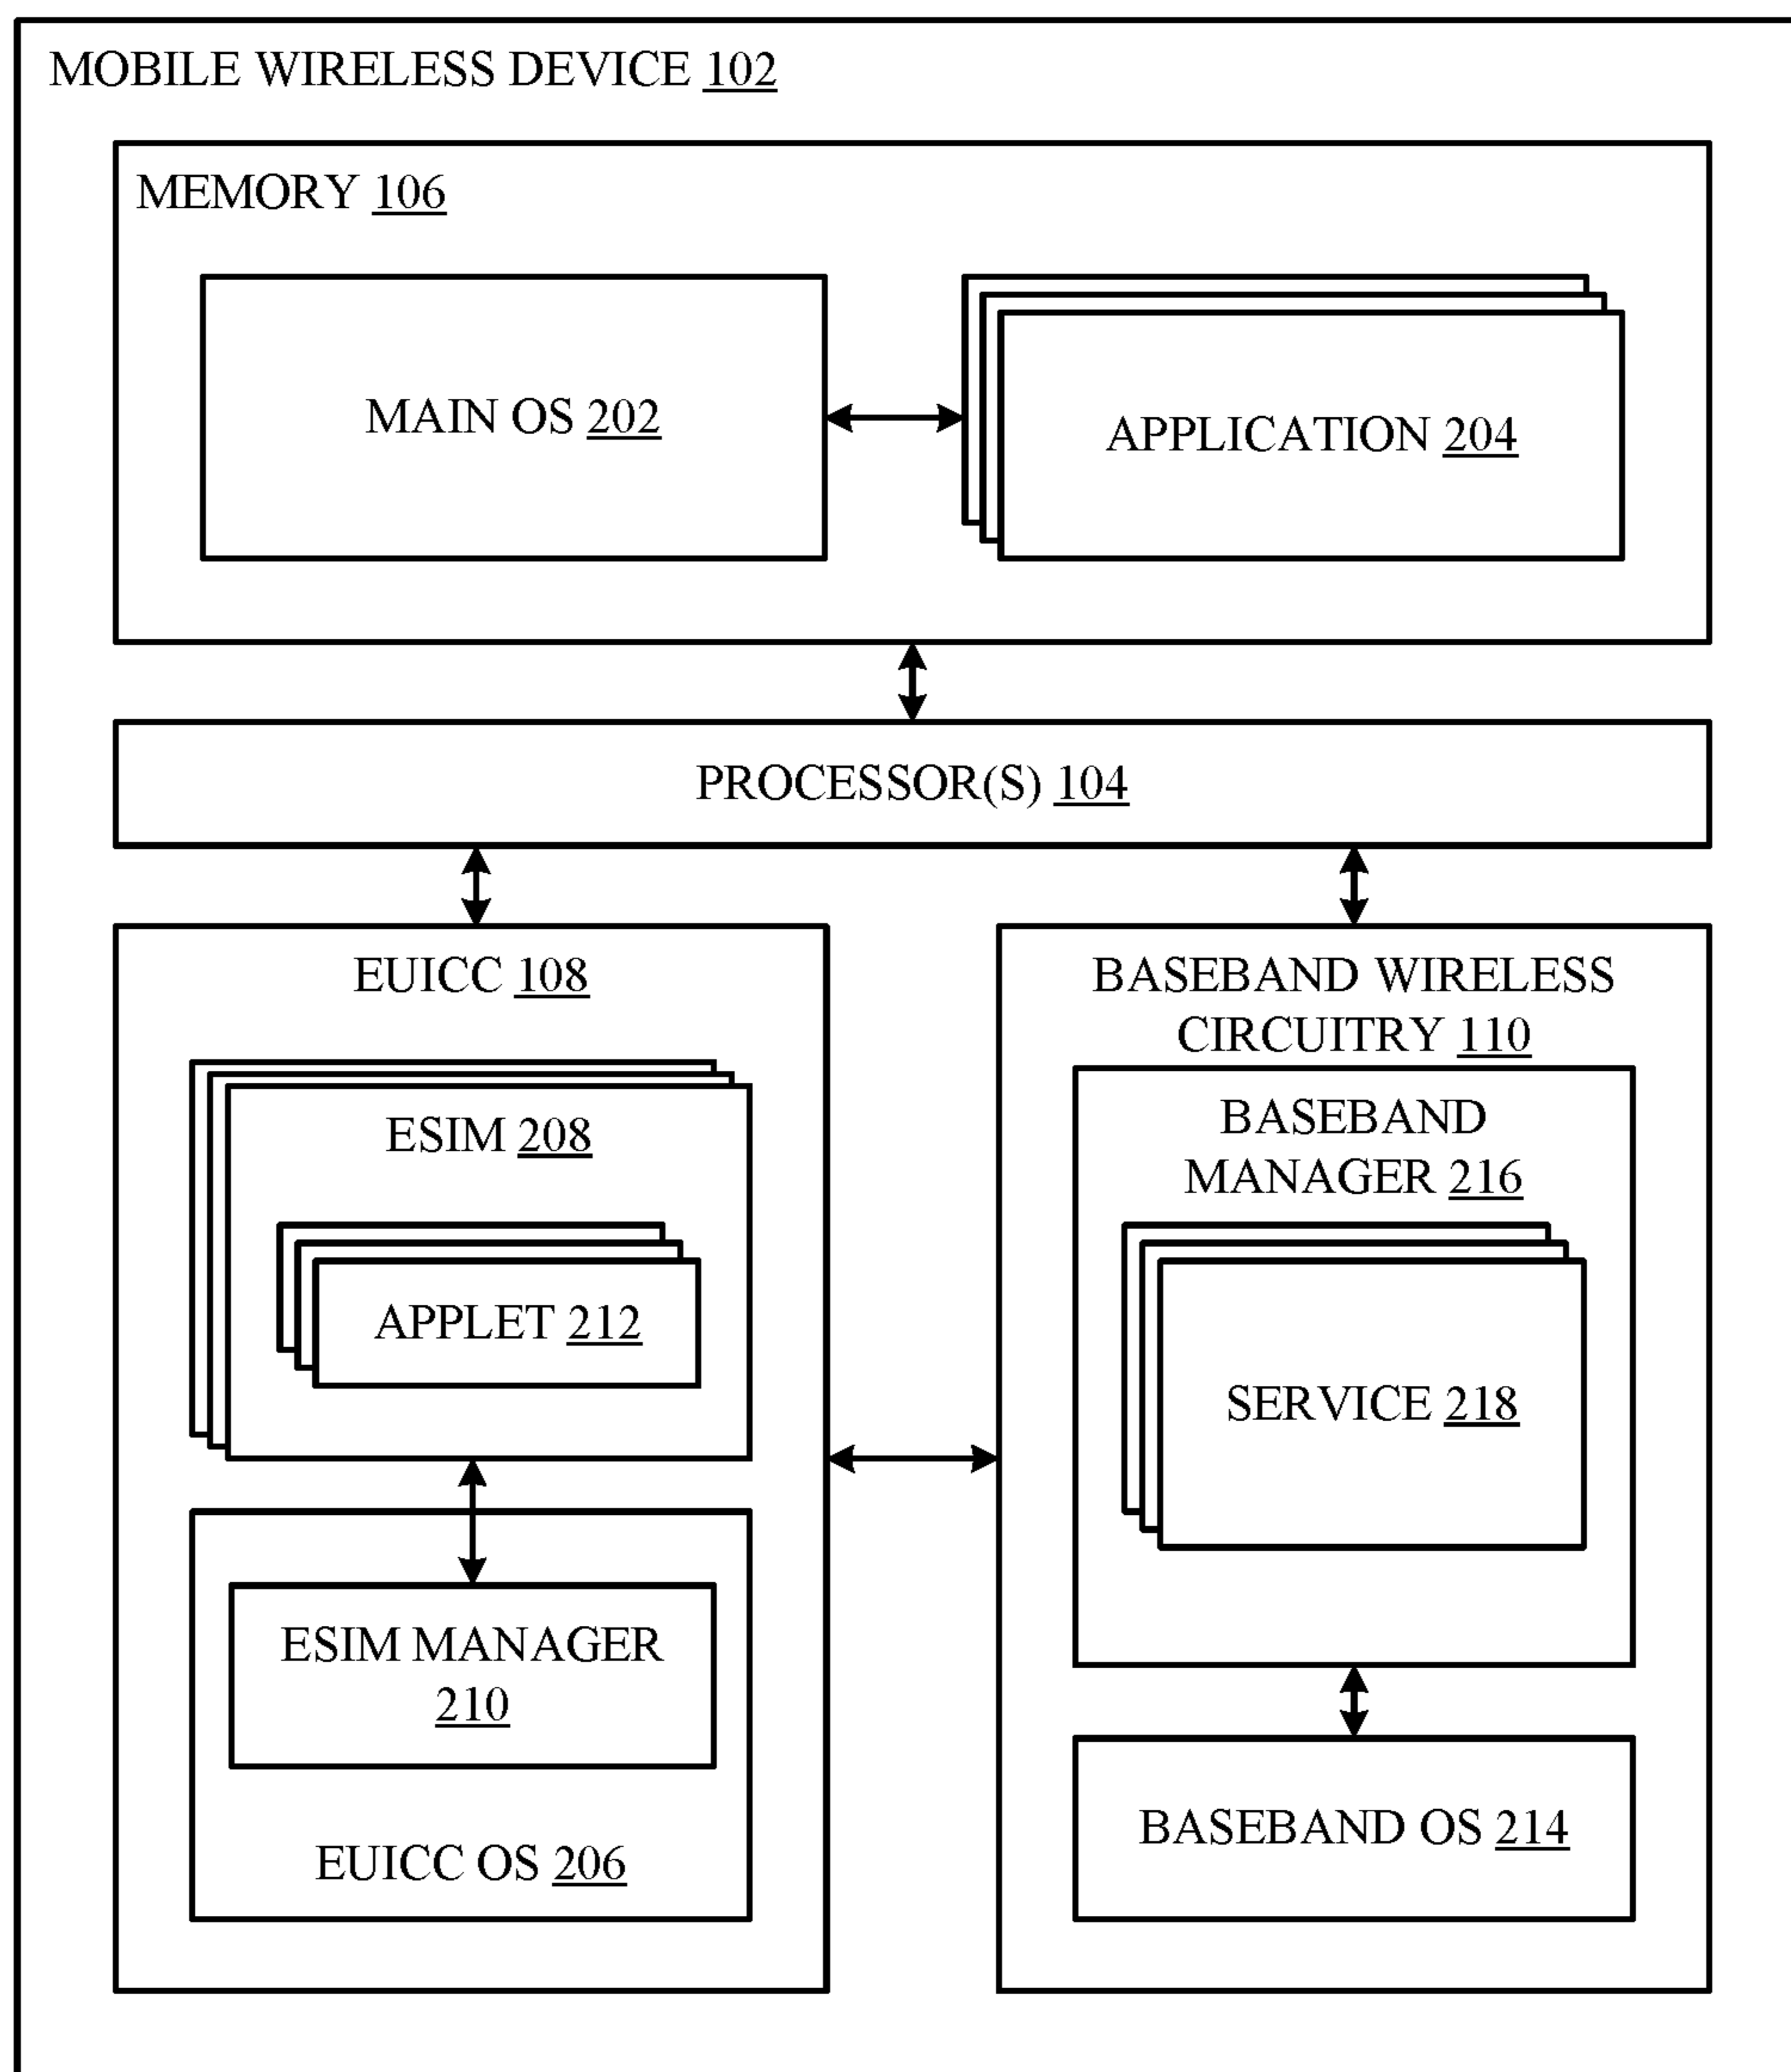 MOBILE WIRELESS DEVICE 102
MEMORY 106
MAIN OS 202
APPLICATION 204
PROCESSOR(S) 104
EUICC 108
ESIM 208
APPLET 212
ESIM MANAGER
210
EUICC OS 206
BASEBAND WIRELESS
CIRCUITRY 110
BASEBAND
MANAGER 216
SERVICE 218
BASEBAND OS 214